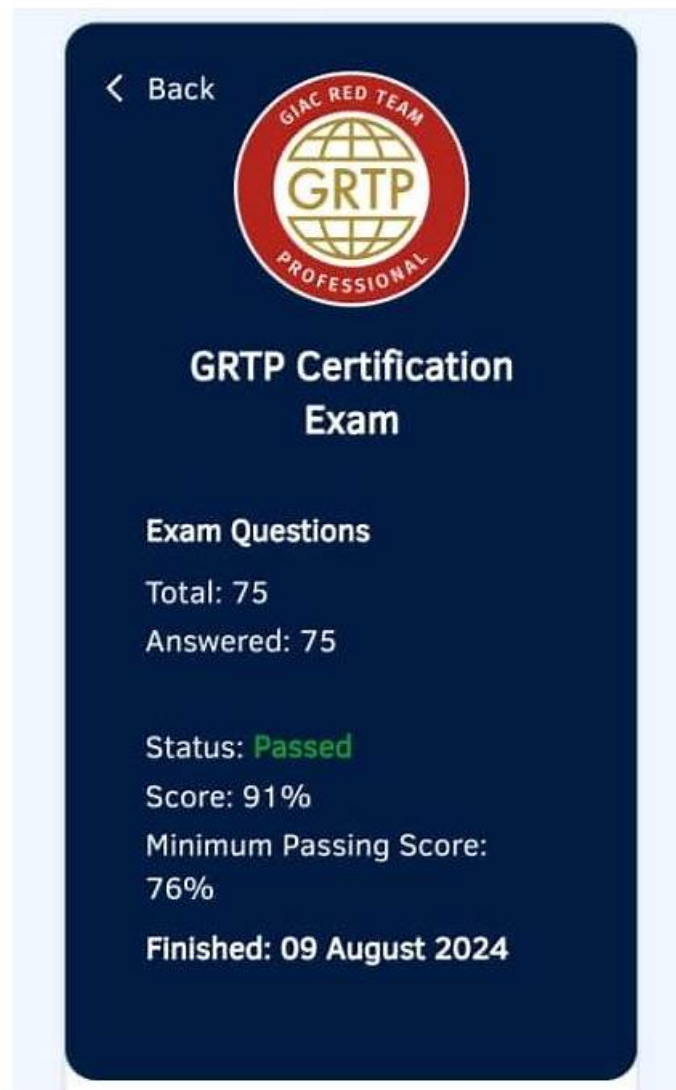 Back
GIAC RED TEAM
GRTP
PROFESSIONAL
GRTP Certification
Exam
Exam Questions
Total: 75
Answered: 75
Status: Passed
Score: 91%
Minimum Passing Score:
76%
Finished: 09 August 2024